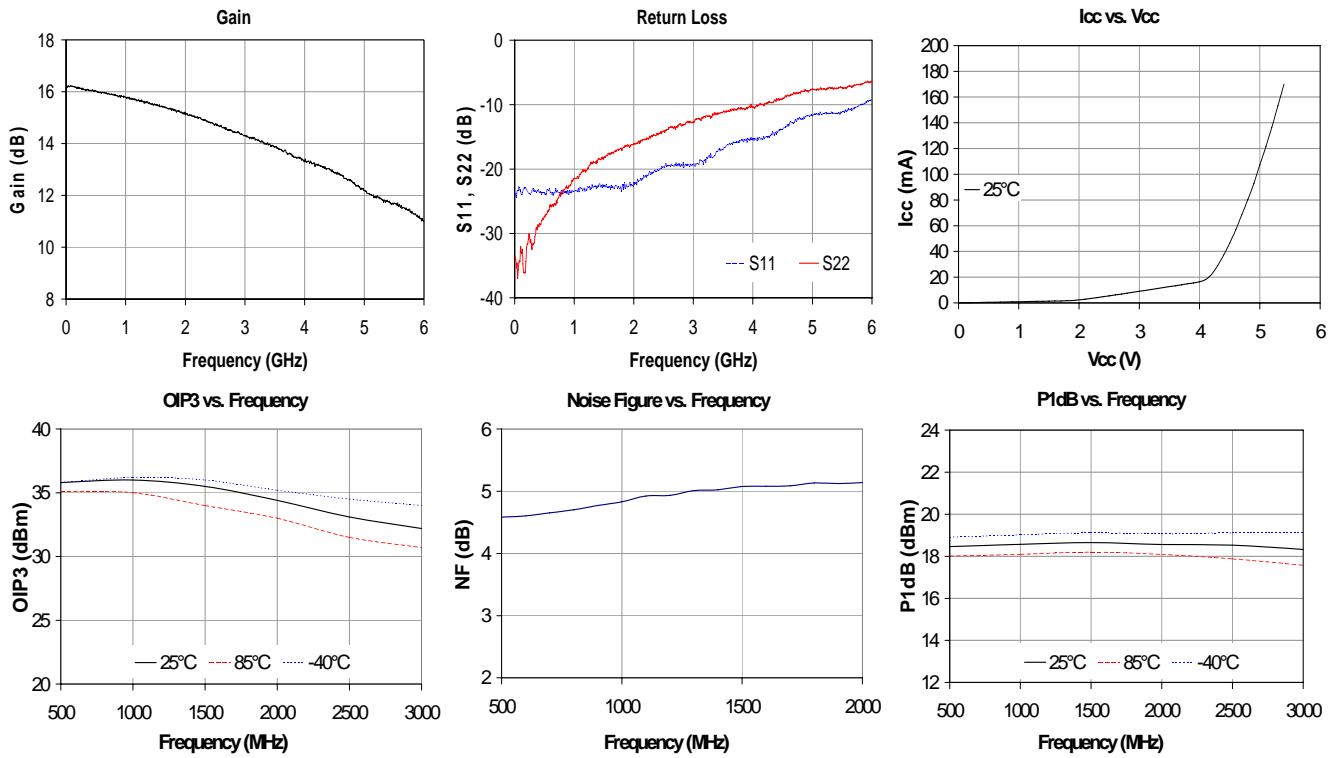 Gain
18
16
14
12
10
8
Gain (dB)
0 1 2 3 4 5 6
Frequency (GHz)
Return Loss
0
-10
-20
-30
-40
S11, S22 (dB)
S11 S22
0 1 2 3 4 5 6
Frequency (GHz)
Icc vs. Vcc
200
180
160
140
120
100
80
60
40
20
0
Icc (mA)
25°C
0 1 2 3 4 5 6
Vcc (V)
OIP3 vs. Frequency
40
35
30
25
20
OIP3 (dBm)
25°C 85°C -40°C
500 1000 1500 2000 2500 3000
Frequency (MHz)
Noise Figure vs. Frequency
6
5
4
3
2
NF (dB)
500 1000 1500 2000
Frequency (MHz)
P1dB vs. Frequency
24
22
20
18
16
14
12
P1dB (dBm)
25°C 85°C -40°C
500 1000 1500 2000 2500 3000
Frequency (MHz)